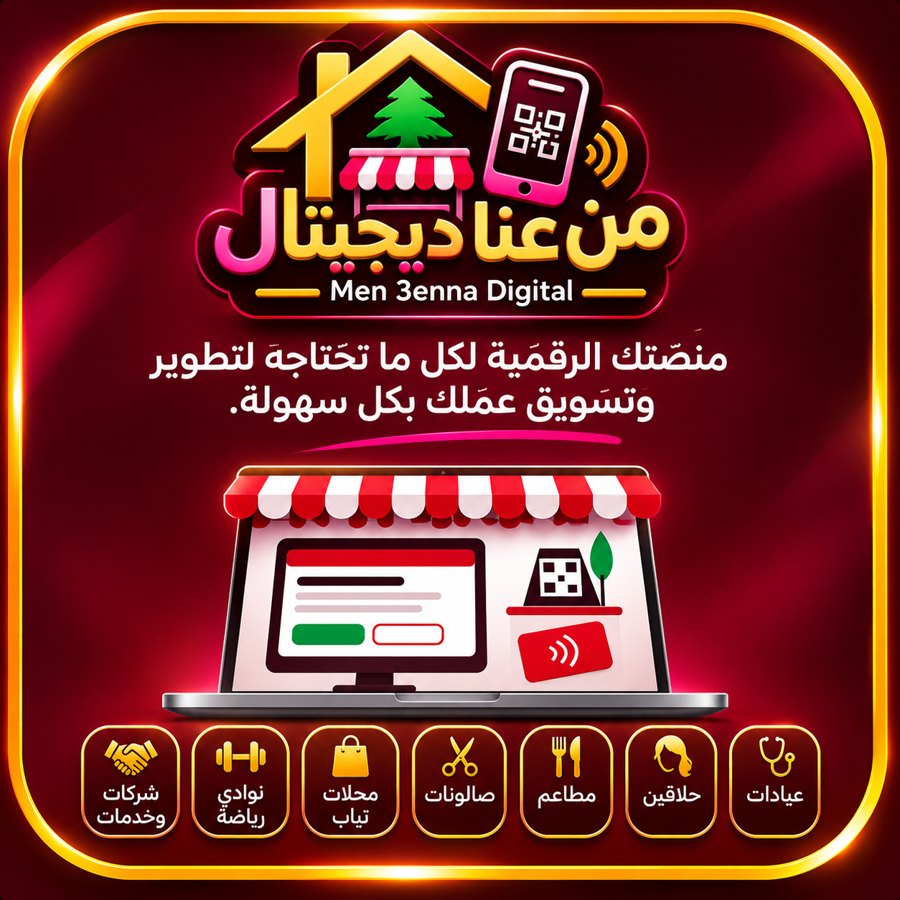 من عنا ديجيتال
Men 3enna Digital
منصّتك الرقمَية لكل ما تحّتاجهَ لتطوير
وتسَويق عمَلك بكل سهولة.
عيادات
حلاقين
مطاعم
صالونات
محلات
تياب
نوادي
رياضة
شركات
وخدمات